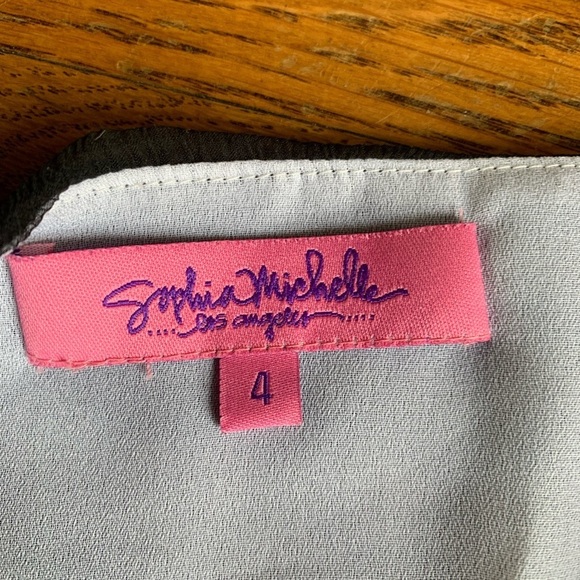 Sophia Michelle
..... Los angeles .....
4